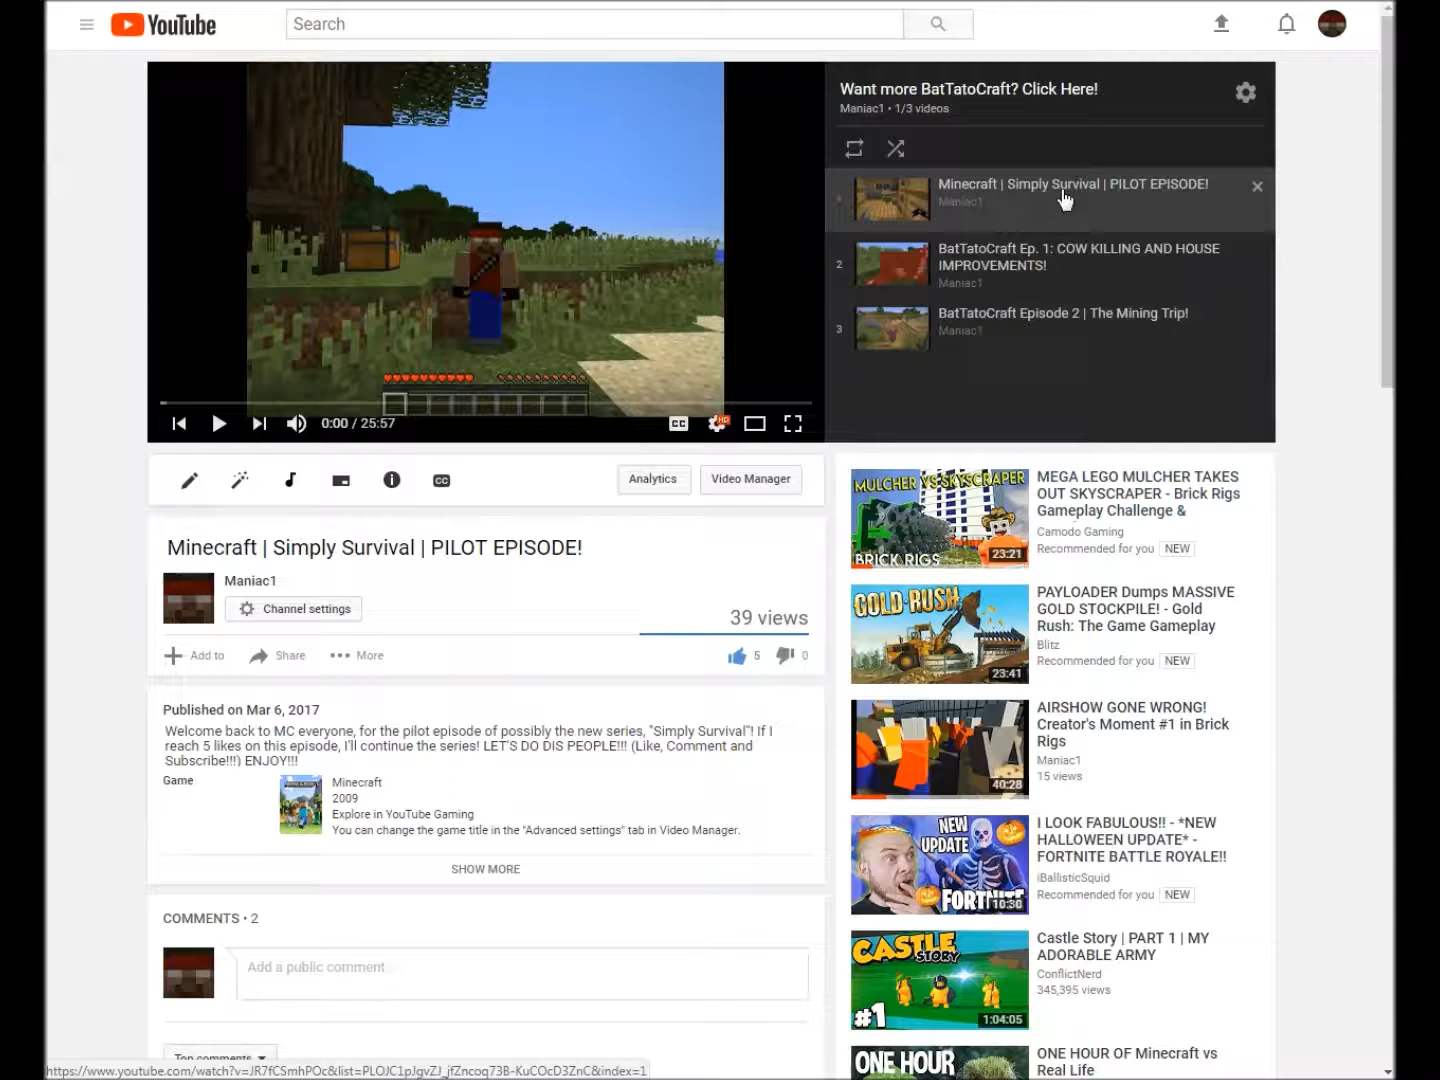 YouTube
Search
Want more BatTatoCraft? Click Here!
Maniac1 • 1/3 videos
Minecraft | Simply Survival | PILOT EPISODE!
Maniac1
2
BatTatoCraft Ep. 1: COW KILLING AND HOUSE
IMPROVEMENTS!
Maniac1
3
BatTatoCraft Episode 2 | The Mining Trip!
Maniac1
0:00 / 25:57
CC
HD
CC
Analytics
Video Manager
Minecraft | Simply Survival | PILOT EPISODE!
Maniac1
Channel settings
39 views
Add to
Share
More
5
0
Published on Mar 6, 2017
Welcome back to MC everyone, for the pilot episode of possibly the new series, "Simply Survival"! If I
reach 5 likes on this episode, I'll continue the series! LET'S DO DIS PEOPLE!!! (Like, Comment and
Subscribe!!!) ENJOY!!!
Game
Minecraft
2009
Explore in YouTube Gaming
You can change the game title in the "Advanced settings" tab in Video Manager.
SHOW MORE
COMMENTS • 2
Add a public comment
Top comments
MULCHER VS SKYSCRAPER
BRICK RIGS
23:21
MEGA LEGO MULCHER TAKES
OUT SKYSCRAPER - Brick Rigs
Gameplay Challenge &
Camodo Gaming
Recommended for you NEW
GOLD RUSH
23:41
PAYLOADER Dumps MASSIVE
GOLD STOCKPILE! - Gold
Rush: The Game Gameplay
Blitz
Recommended for you NEW
40:28
AIRSHOW GONE WRONG!
Creator's Moment #1 in Brick
Rigs
Maniac1
15 views
NEW
UPDATE
FORTNITE
10:30
I LOOK FABULOUS!! - *NEW
HALLOWEEN UPDATE* -
FORTNITE BATTLE ROYALE!!
iBallisticSquid
Recommended for you NEW
CASTLE
STORY
#1
1:04:05
Castle Story | PART 1 | MY
ADORABLE ARMY
ConflictNerd
345,395 views
ONE HOUR
ONE HOUR OF Minecraft vs
Real Life
https://www.youtube.com/watch?v=JR7fCSmhPOc&list=PLOJC1pJgvZJ_jfZncoq73B-KuCOcD3ZnC&index=1